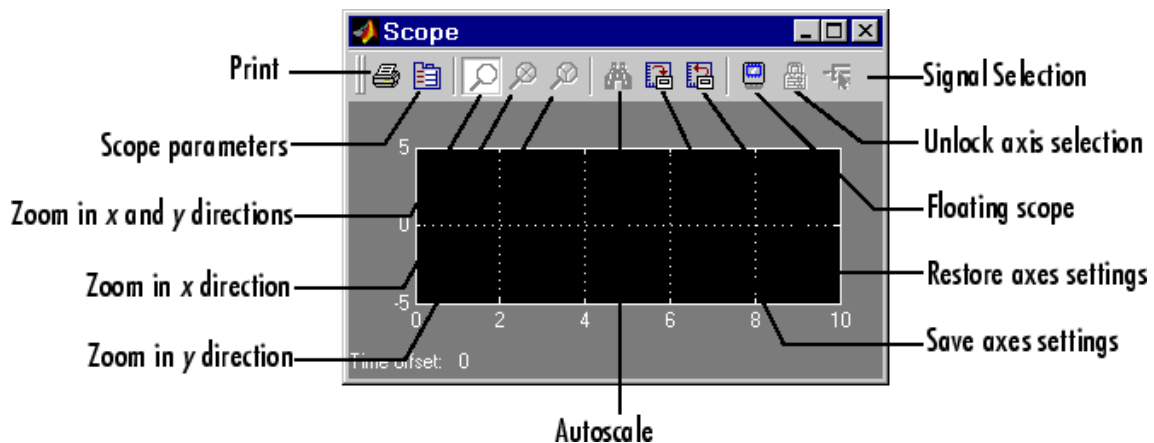 Scope
Print
Signal Selection
Scope parameters
Unlock axis selection
Zoom in x and y directions
Floating scope
Zoom in x direction
Restore axes settings
Zoom in y direction
Save axes settings
Autoscale
5
0
-5
0 2 4 6 8 10
Time offset: 0